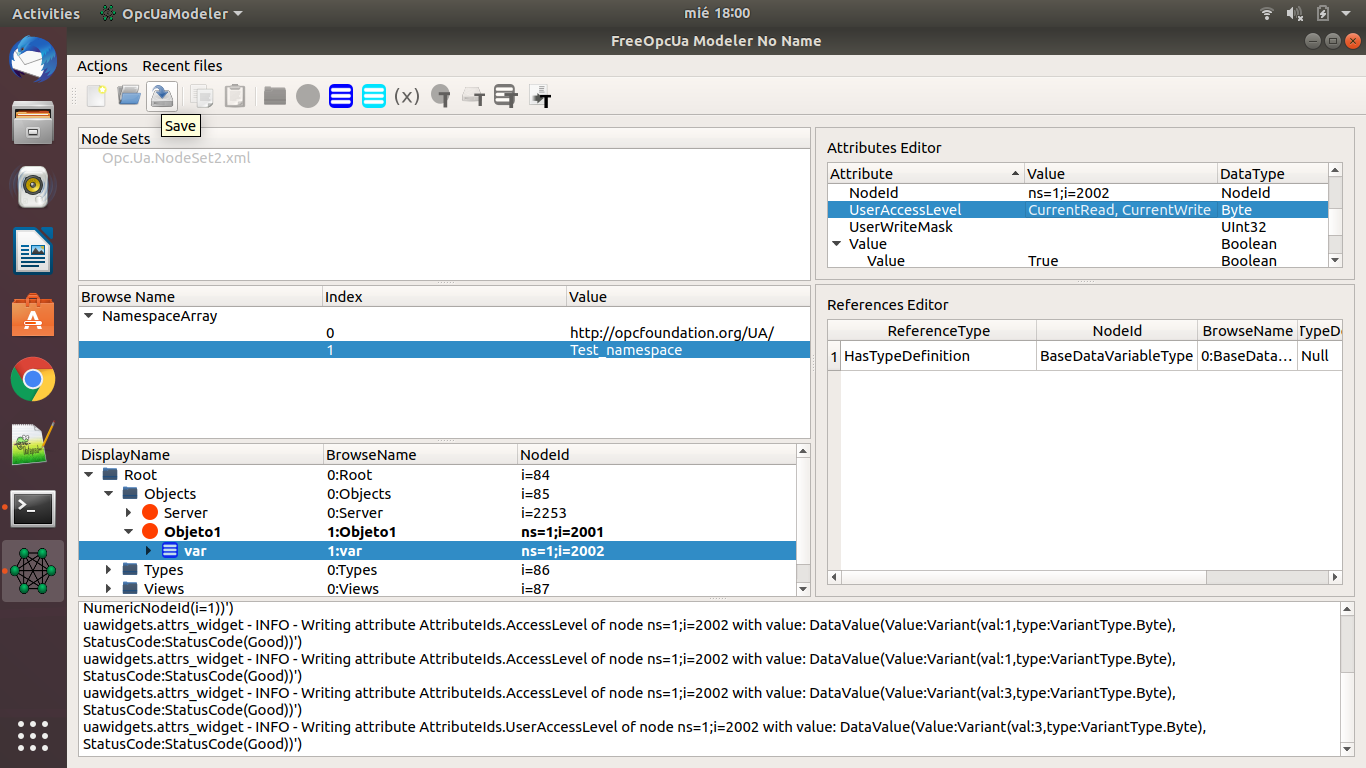 Activities OpcUaModeler mié 18:00
FreeOpcUa Modeler No Name
Actions Recent files
(x) T T T T
Save
Node Sets
Opc.Ua.NodeSet2.xml
Attributes Editor
Attribute Value DataType
NodeId ns=1;i=2002 NodeId
UserAccessLevel CurrentRead, CurrentWrite Byte
UserWriteMask UInt32
Value Boolean
Value True Boolean
Browse Name Index Value
NamespaceArray
0 http://opcfoundation.org/UA/
1 Test_namespace
References Editor
ReferenceType NodeId BrowseName TypeD
1 HasTypeDefinition BaseDataVariableType 0:BaseData... Null
DisplayName BrowseName NodeId
Root 0:Root i=84
Objects 0:Objects i=85
Server 0:Server i=2253
Objeto1 1:Objeto1 ns=1;i=2001
var 1:var ns=1;i=2002
Types 0:Types i=86
Views 0:Views i=87
NumericNodeId(i=1))')
uawidgets.attrs_widget - INFO - Writing attribute AttributeIds.AccessLevel of node ns=1;i=2002 with value: DataValue(Value:Variant(val:1,type:VariantType.Byte),
StatusCode:StatusCode(Good))')
uawidgets.attrs_widget - INFO - Writing attribute AttributeIds.AccessLevel of node ns=1;i=2002 with value: DataValue(Value:Variant(val:1,type:VariantType.Byte),
StatusCode:StatusCode(Good))')
uawidgets.attrs_widget - INFO - Writing attribute AttributeIds.AccessLevel of node ns=1;i=2002 with value: DataValue(Value:Variant(val:3,type:VariantType.Byte),
StatusCode:StatusCode(Good))')
uawidgets.attrs_widget - INFO - Writing attribute AttributeIds.UserAccessLevel of node ns=1;i=2002 with value: DataValue(Value:Variant(val:3,type:VariantType.Byte),
StatusCode:StatusCode(Good))')